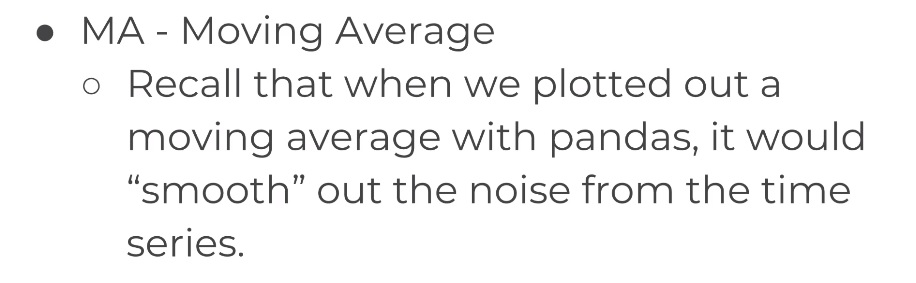 ● MA - Moving Average
○ Recall that when we plotted out a
moving average with pandas, it would
“smooth” out the noise from the time
series.